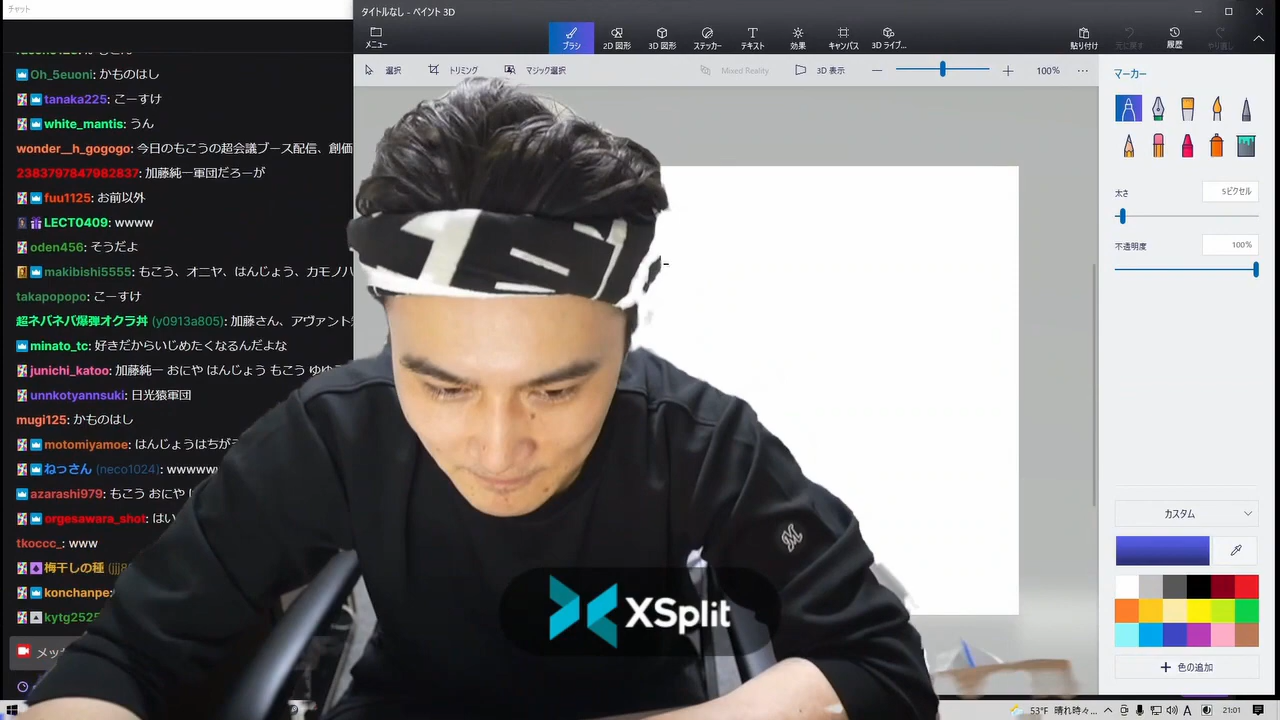 チャット
タイトルなし - ペイント 3D
メニュー
ブラシ
2D 図形
3D 図形
ステッカー
テキスト
効果
キャンバス
3D ライブ...
貼り付け
元に戻す
履歴
やり直し
選択
トリミング
マジック選択
Mixed Reality
3D 表示
100%
マーカー
太さ
5ピクセル
不透明度
100%
カスタム
色の追加
Oh_5euoni: かものはし
tanaka225: こーすけ
white_mantis: うん
wonder__h_gogogo: 今日のもこうの超会議ブース配信、創価
2383797847982837: 加藤純一軍団だろーが
fuu1125: お前以外
LECT0409: wwww
oden456: そうだよ
makibishi5555: もこう、オニヤ、はんじょう、カモノハ
takapopopo: こーすけ
超ネバネバ爆弾オクラ丼 (y0913a805): 加藤さん、アヴァント
minato_tc: 好きだからいじめたくなるんだよな
junichi_katoo: 加藤純一 おにや はんじょう もこう ゆゆ
unnkotyannsuki: 日光猿軍団
mugi125: かものはし
motomiyamoe: はんじょうはちが
ねっさん (neco1024): wwwww
azarashi979: もこう おにや
orgesawara_shot: はい
tkoccc_: www
梅干しの種 (jjj8
konchanpe
kytg2525
メッ
XSplit
53°F 晴れ時々...
A
21:01